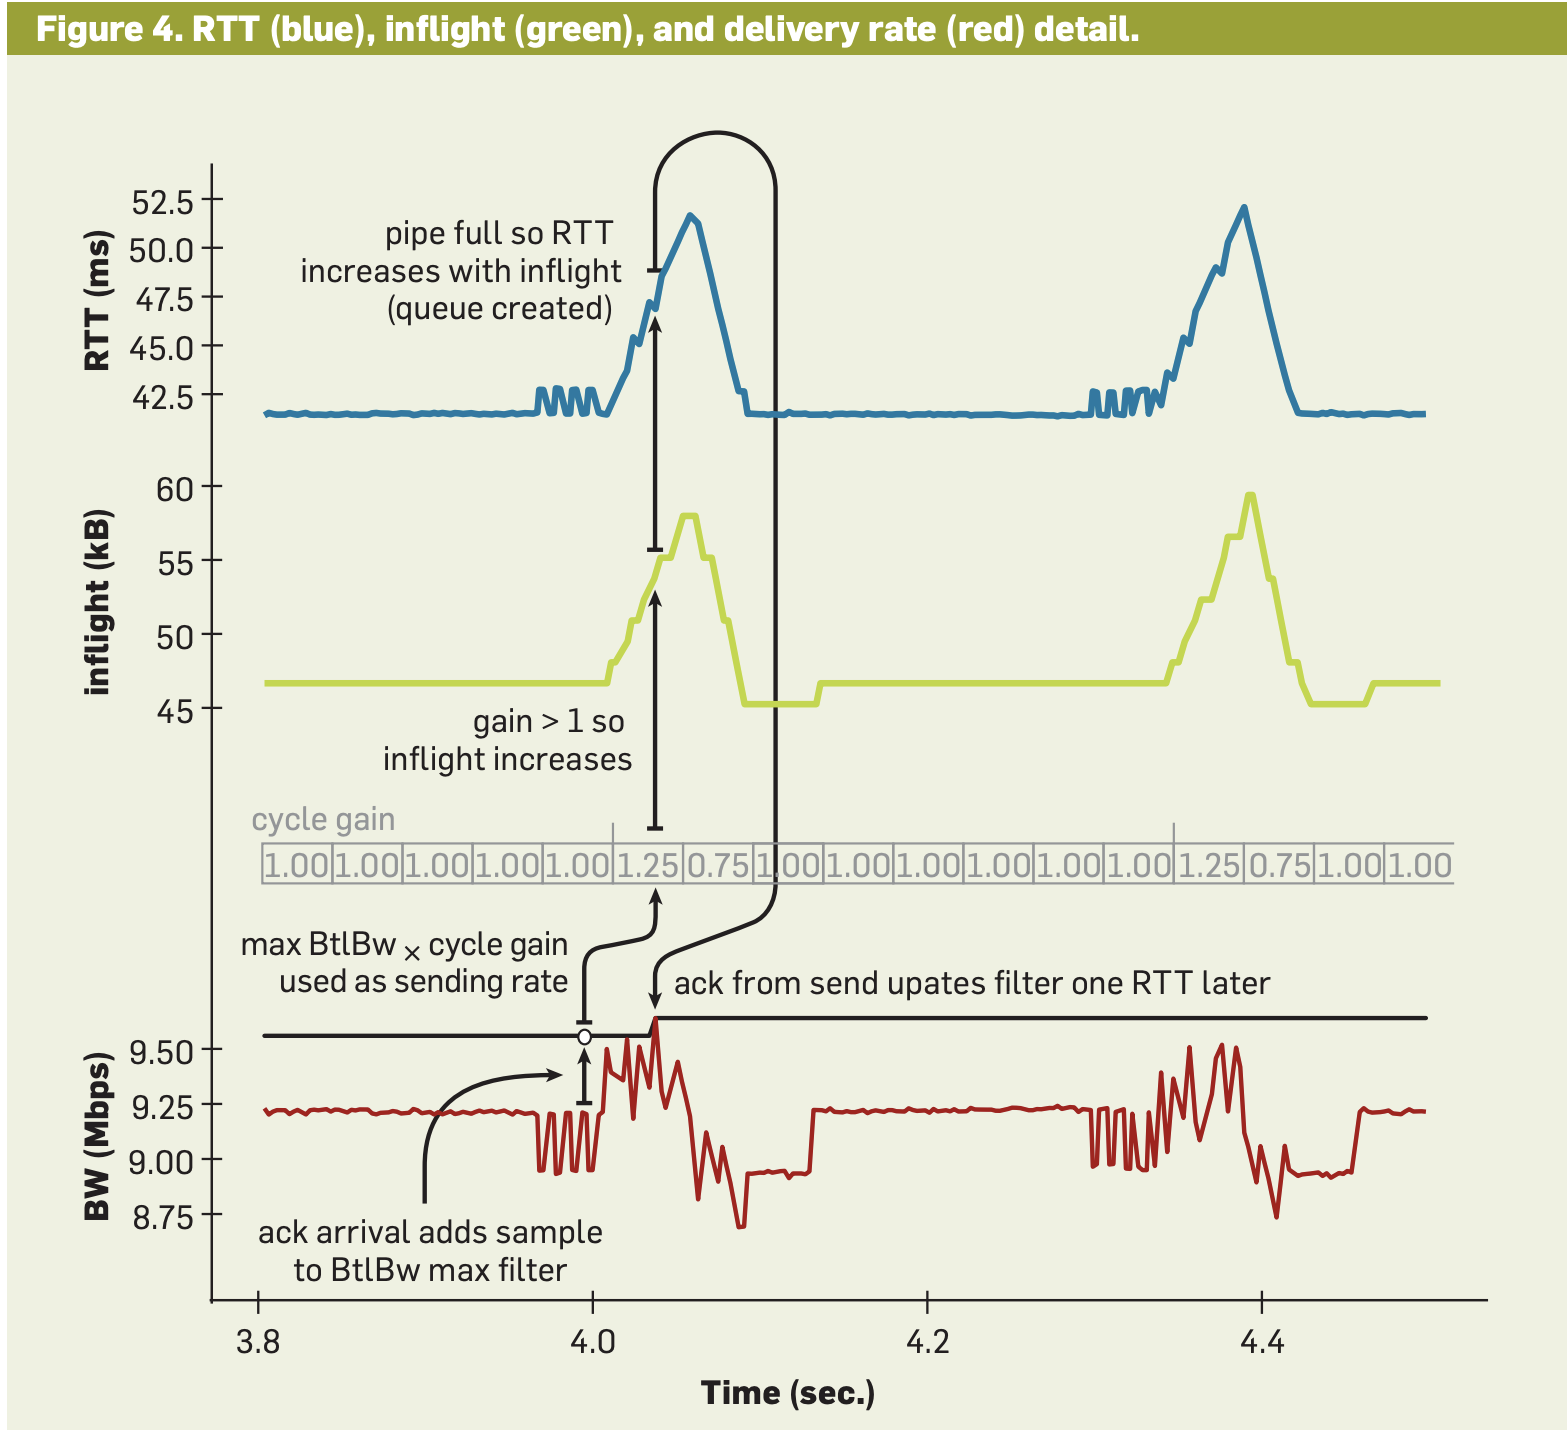 Figure 4. RTT (blue), inflight (green), and delivery rate (red) detail.
RTT (ms)
52.5
50.0
47.5
45.0
42.5
pipe full so RTT
increases with inflight
(queue created)
inflight (kB)
60
55
50
45
gain > 1 so
inflight increases
cycle gain
1.00 1.00 1.00 1.00 1.00 1.25 0.75 1.00 1.00 1.00 1.00 1.00 1.00 1.25 0.75 1.00 1.00
max BtlBw × cycle gain
used as sending rate
ack from send upates filter one RTT later
BW (Mbps)
9.50
9.25
9.00
8.75
ack arrival adds sample
to BtlBw max filter
3.8 4.0 4.2 4.4
Time (sec.)